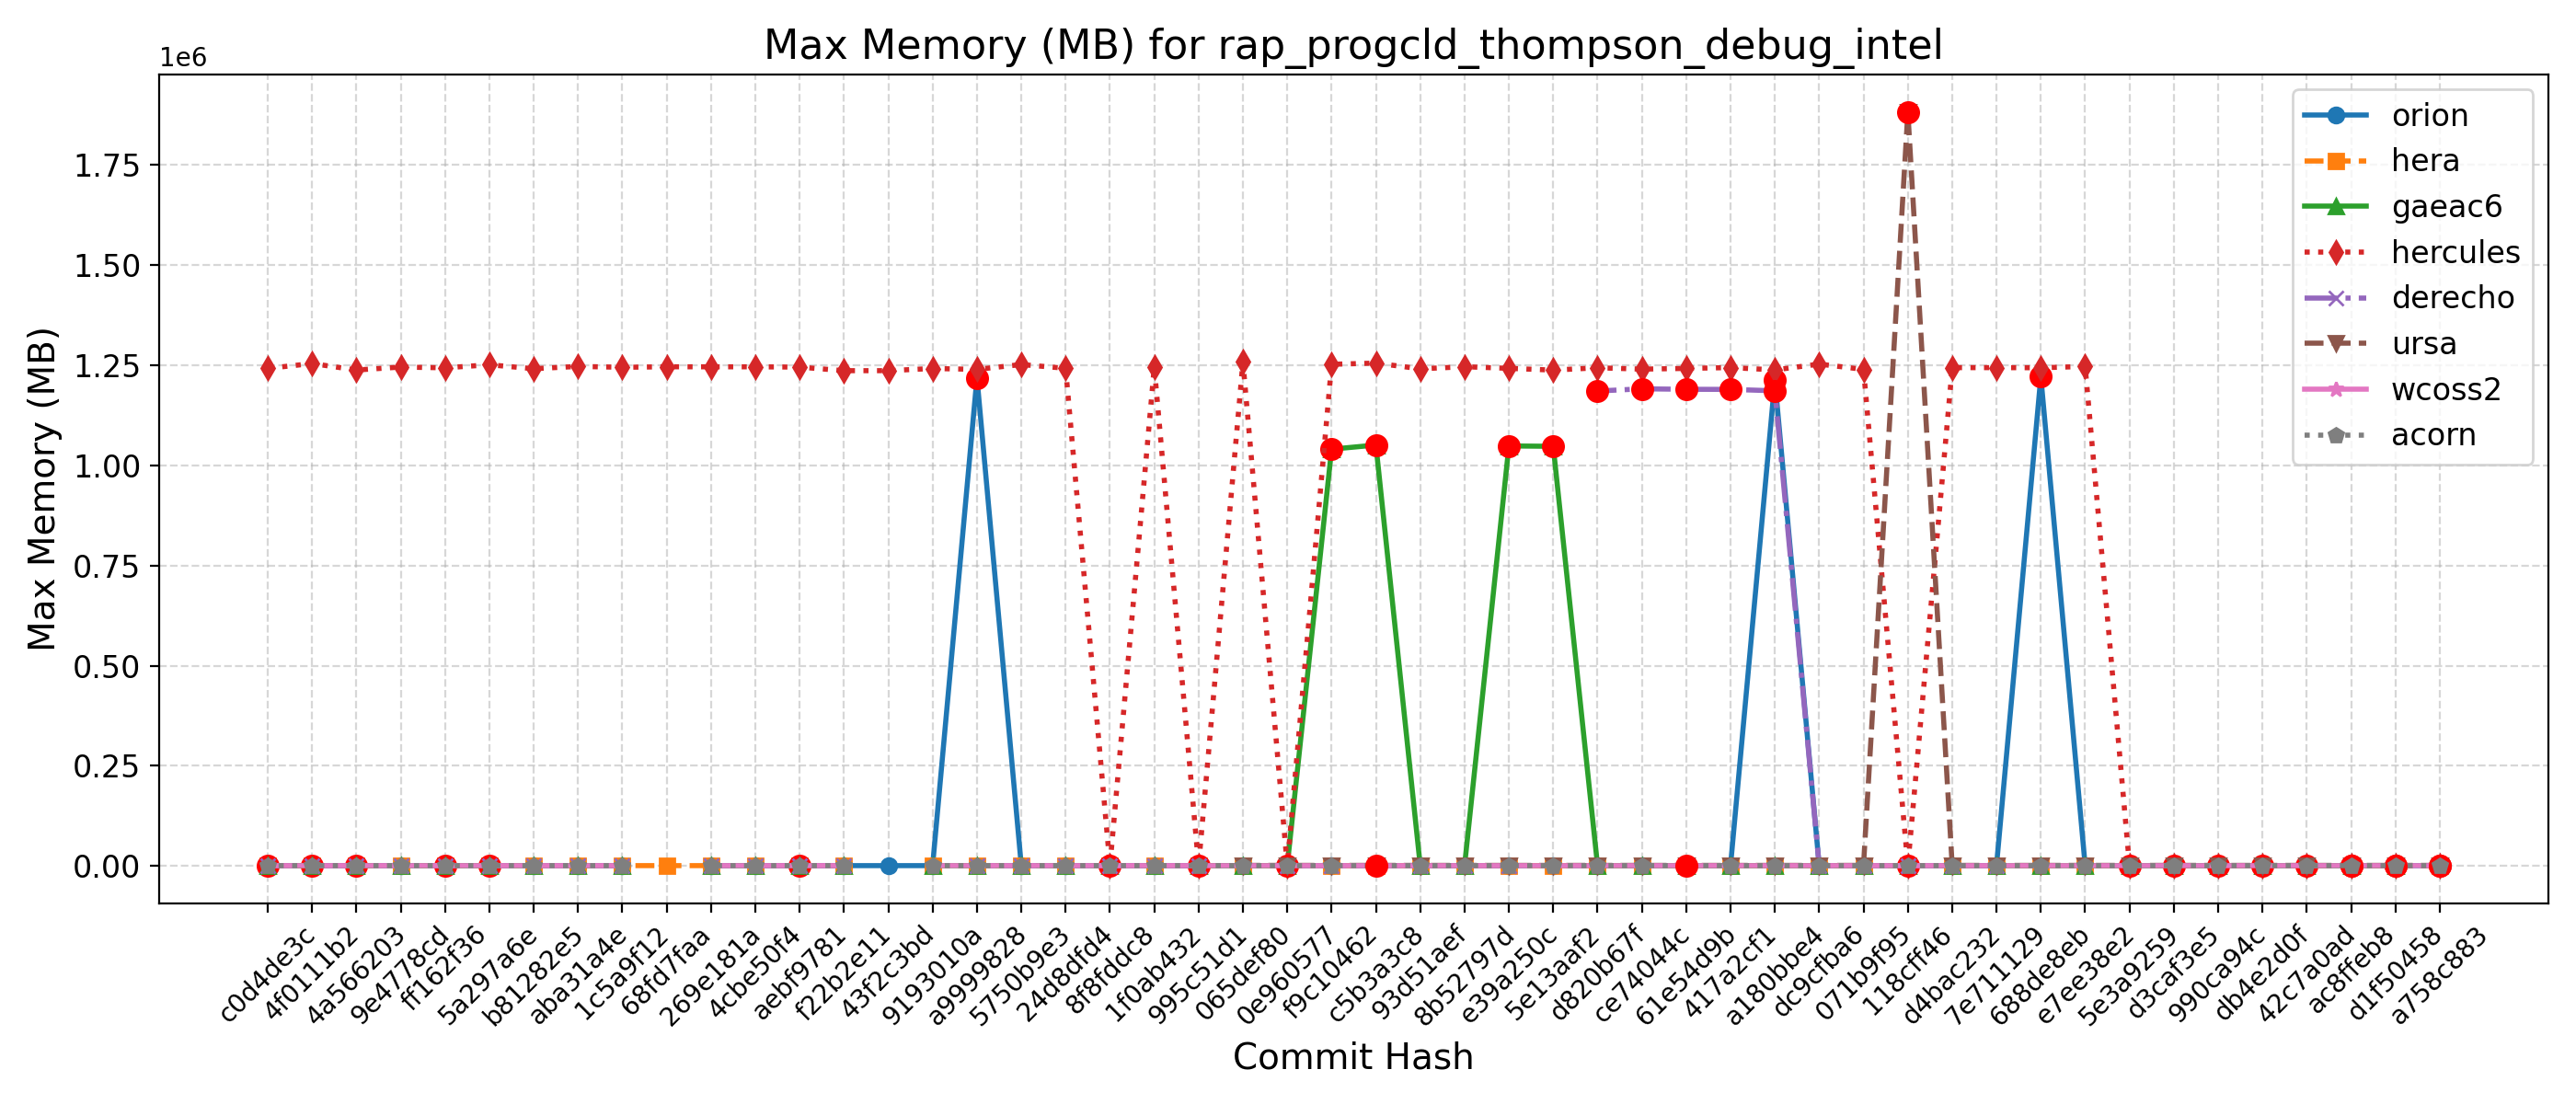 Max Memory (MB) for rap_progcld_thompson_debug_intel
1e6
1.75
1.50
1.25
1.00
0.75
0.50
0.25
0.00
Max Memory (MB)
orion
hera
gaeac6
hercules
derecho
ursa
wcoss2
acorn
c0d4de3c
4f0111b2
4a566203
9e4778cd
ff162f36
5a297a6e
b81282e5
aba31a4e
1c5a9f12
68fd7faa
269e181a
4cbe50f4
aebf9781
f22b2e11
43f2c3bd
9193010a
a9999828
5750b9e3
24d8dfd4
8f8fddc8
1f0ab432
995c51d1
065def80
0e960577
f9c10462
c5b3a3c8
93d51aef
8b52797d
e39a250c
5e13aaf2
d820b67f
ce74044c
61e54d9b
417a2cf1
a180bbe4
dc9cfba6
071b9f95
118cff46
d4bac232
7e711129
688de8eb
e7ee38e2
5e3a9259
d3caf3e5
990ca94c
db4e2d0f
42c7a0ad
ac8ffeb8
d1f50458
a758c883
Commit Hash